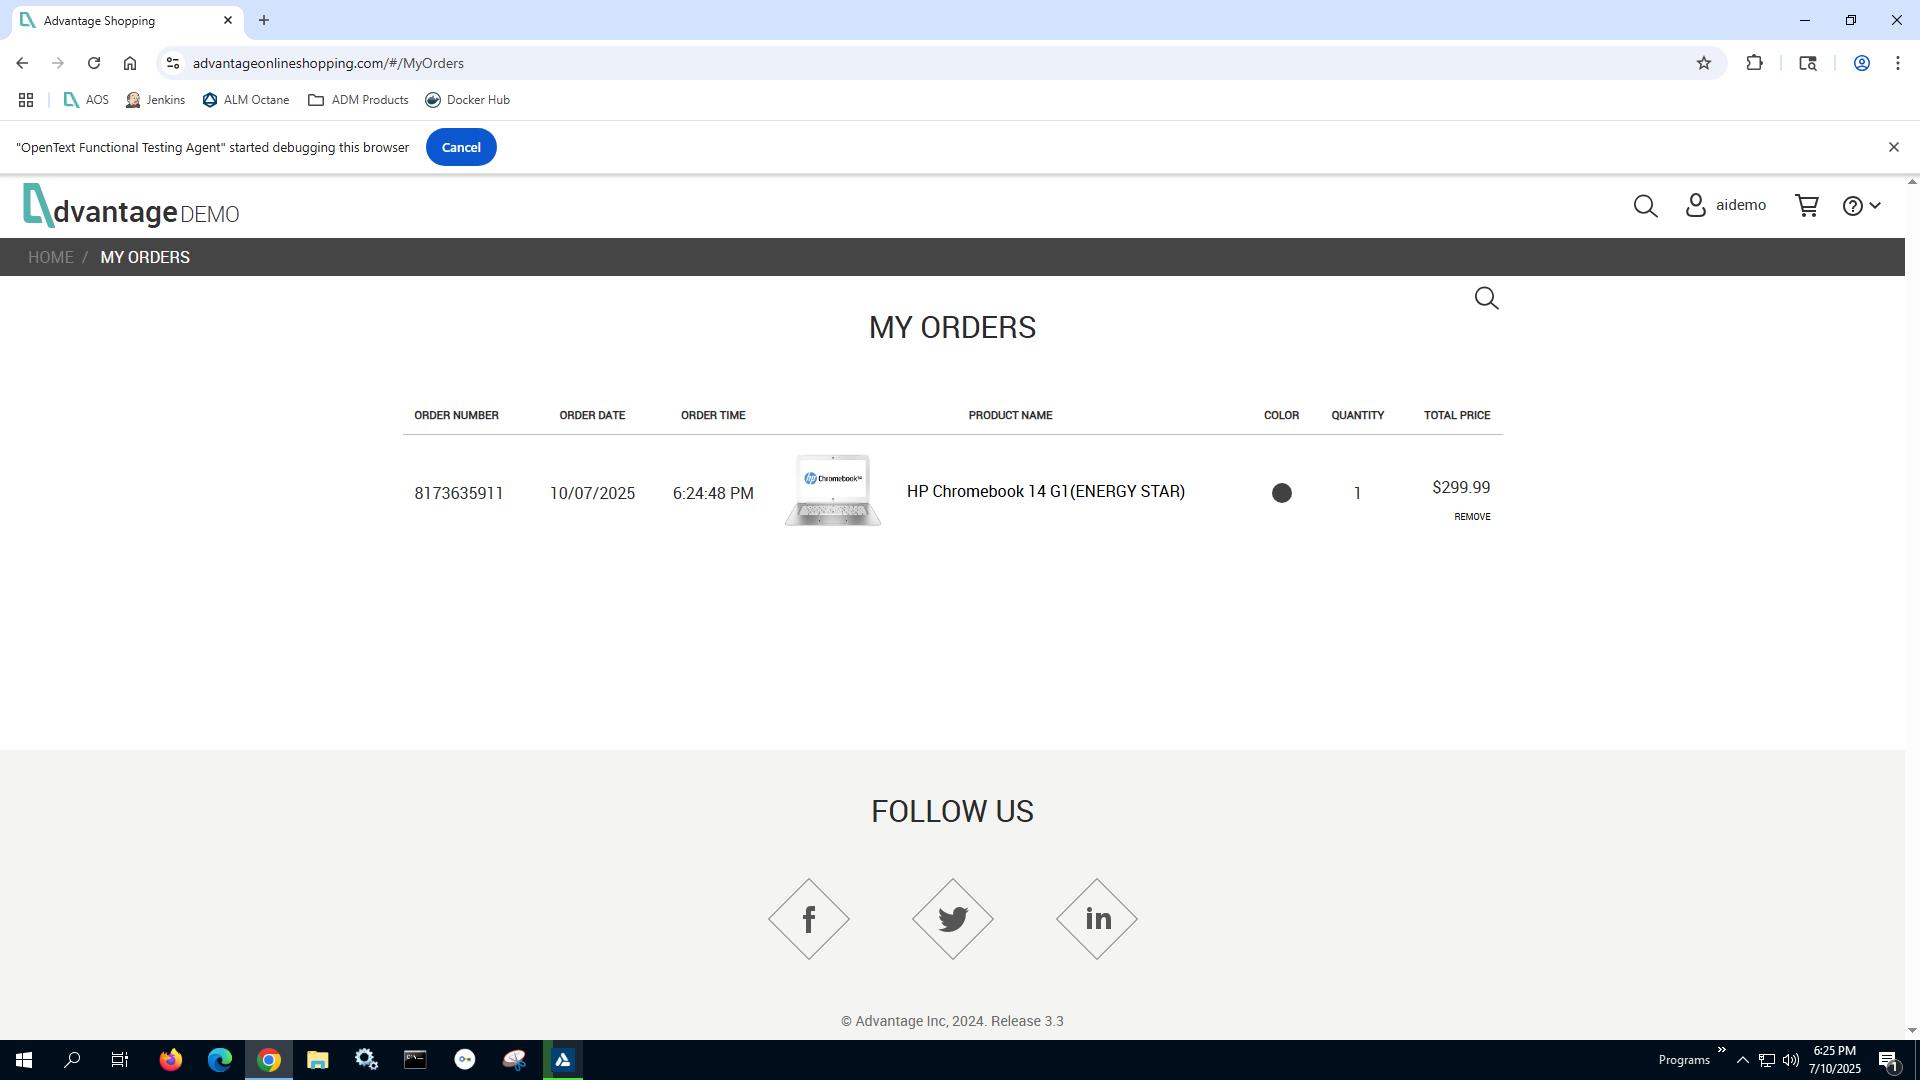 Advantage Shopping
advantageonlineshopping.com/#/MyOrders
AOS Jenkins ALM Octane ADM Products Docker Hub
"OpenText Functional Testing Agent" started debugging this browser Cancel
dvantage DEMO aidemo
HOME / MY ORDERS
MY ORDERS
ORDER NUMBER ORDER DATE ORDER TIME PRODUCT NAME COLOR QUANTITY TOTAL PRICE
hp Chromebook
8173635911 10/07/2025 6:24:48 PM HP Chromebook 14 G1(ENERGY STAR) 1 $299.99
REMOVE
FOLLOW US
f in
© Advantage Inc, 2024. Release 3.3
Programs 6:25 PM
7/10/2025 1